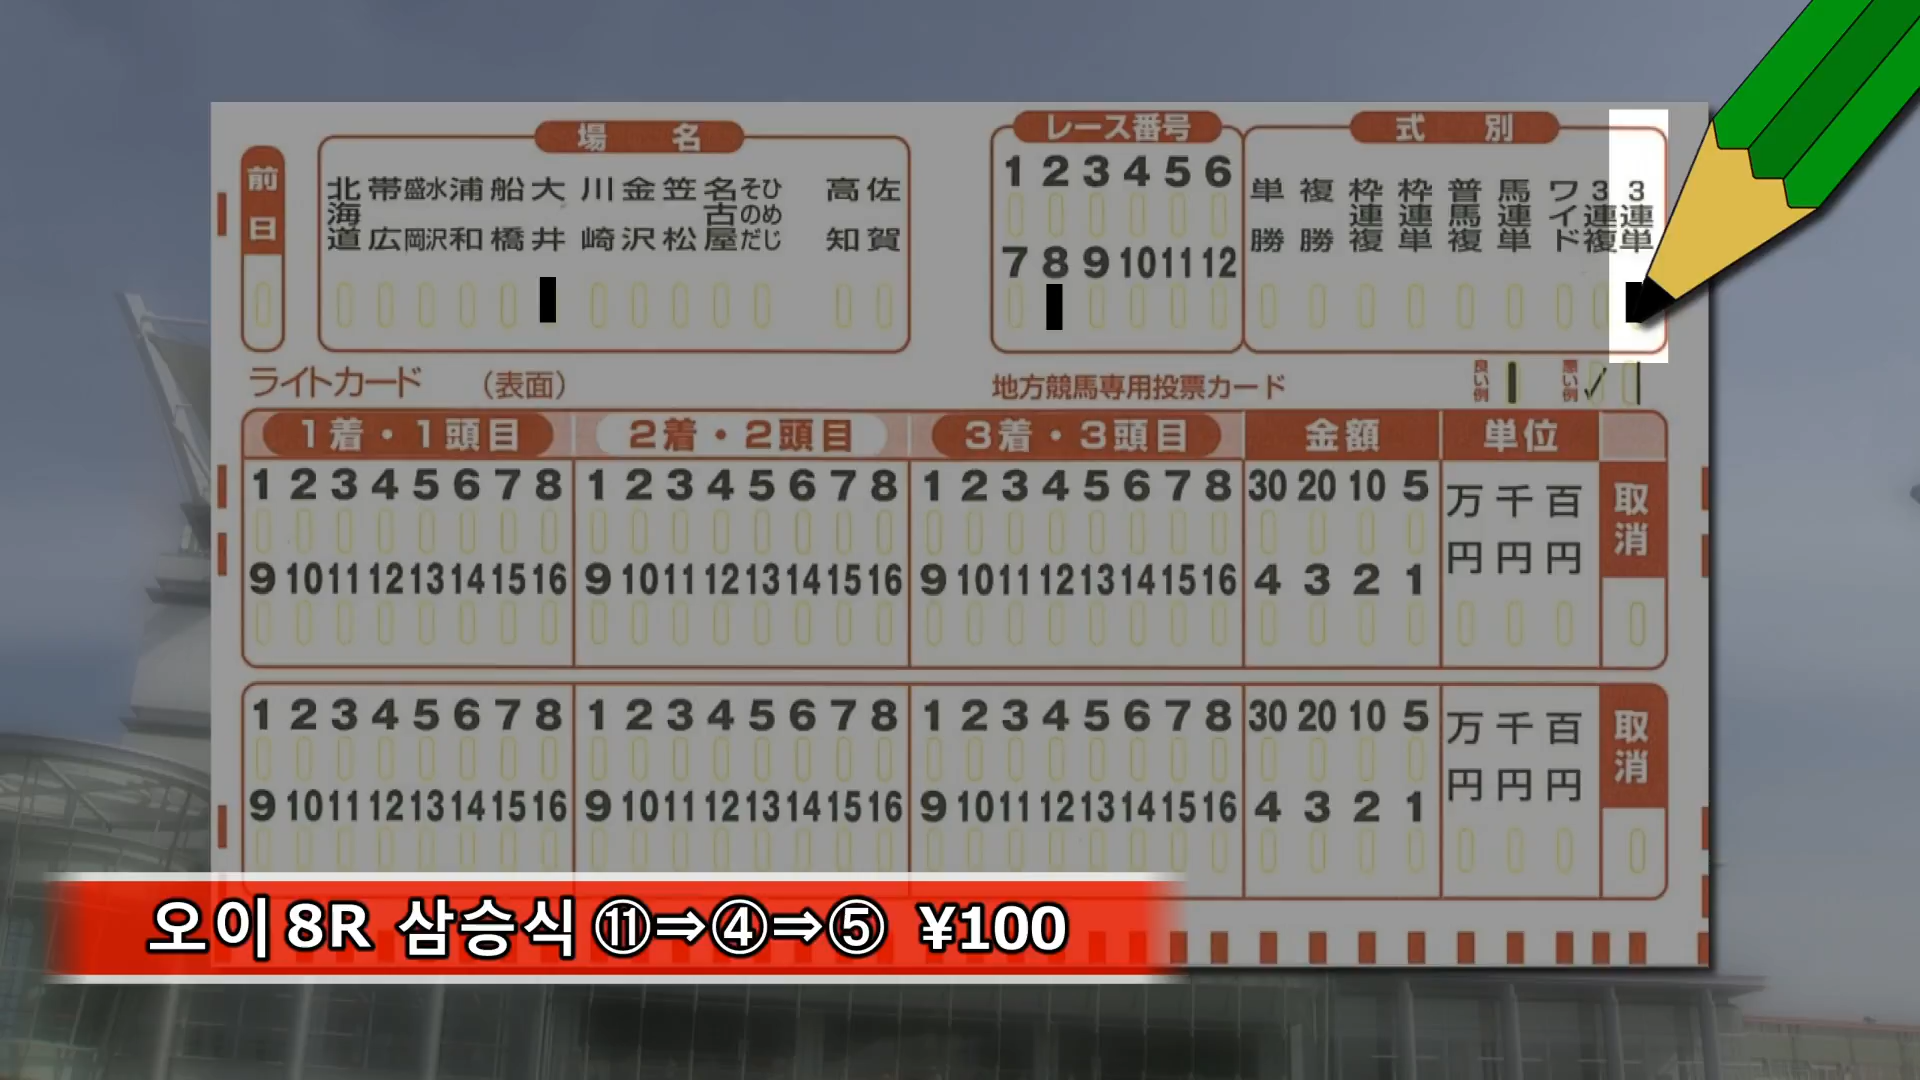 場名
レース番号
式別
前日
北海道 帯広 盛岡 水沢 浦和 船橋 大井 川崎 金沢 笠松 名古屋 そのだ ひめじ 高知 佐賀
1 2 3 4 5 6
7 8 9 10 11 12
単勝 複勝 枠連複 枠連単 普馬複 馬連単 ワイド 3連複 3連単
ライトカード (表面)
地方競馬専用投票カード
良い例 悪い例
1着・1頭目 2着・2頭目 3着・3頭目 金額 単位
1 2 3 4 5 6 7 8 1 2 3 4 5 6 7 8 1 2 3 4 5 6 7 8 30 20 10 5 万円 千円 百円 取消
9 10 11 12 13 14 15 16 9 10 11 12 13 14 15 16 9 10 11 12 13 14 15 16 4 3 2 1
1 2 3 4 5 6 7 8 1 2 3 4 5 6 7 8 1 2 3 4 5 6 7 8 30 20 10 5 万円 千円 百円 取消
9 10 11 12 13 14 15 16 9 10 11 12 13 14 15 16 9 10 11 12 13 14 15 16 4 3 2 1
오이 8R 삼승식 ⑪⇒④⇒⑤ ¥100